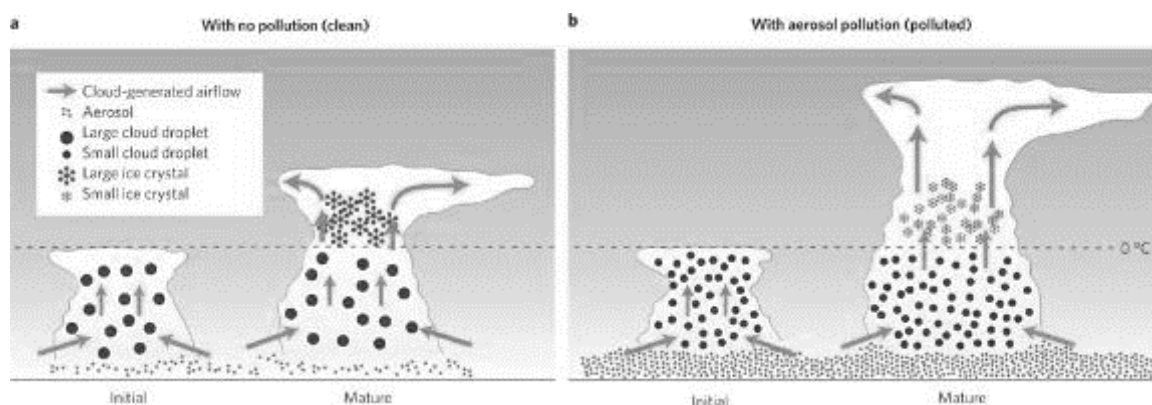 a
With no pollution (clean)
Cloud-generated airflow
Aerosol
Large cloud droplet
Small cloud droplet
Large ice crystal
Small ice crystal
Initial
Mature
b
With aerosol pollution (polluted)
0 °C
Initial
Mature